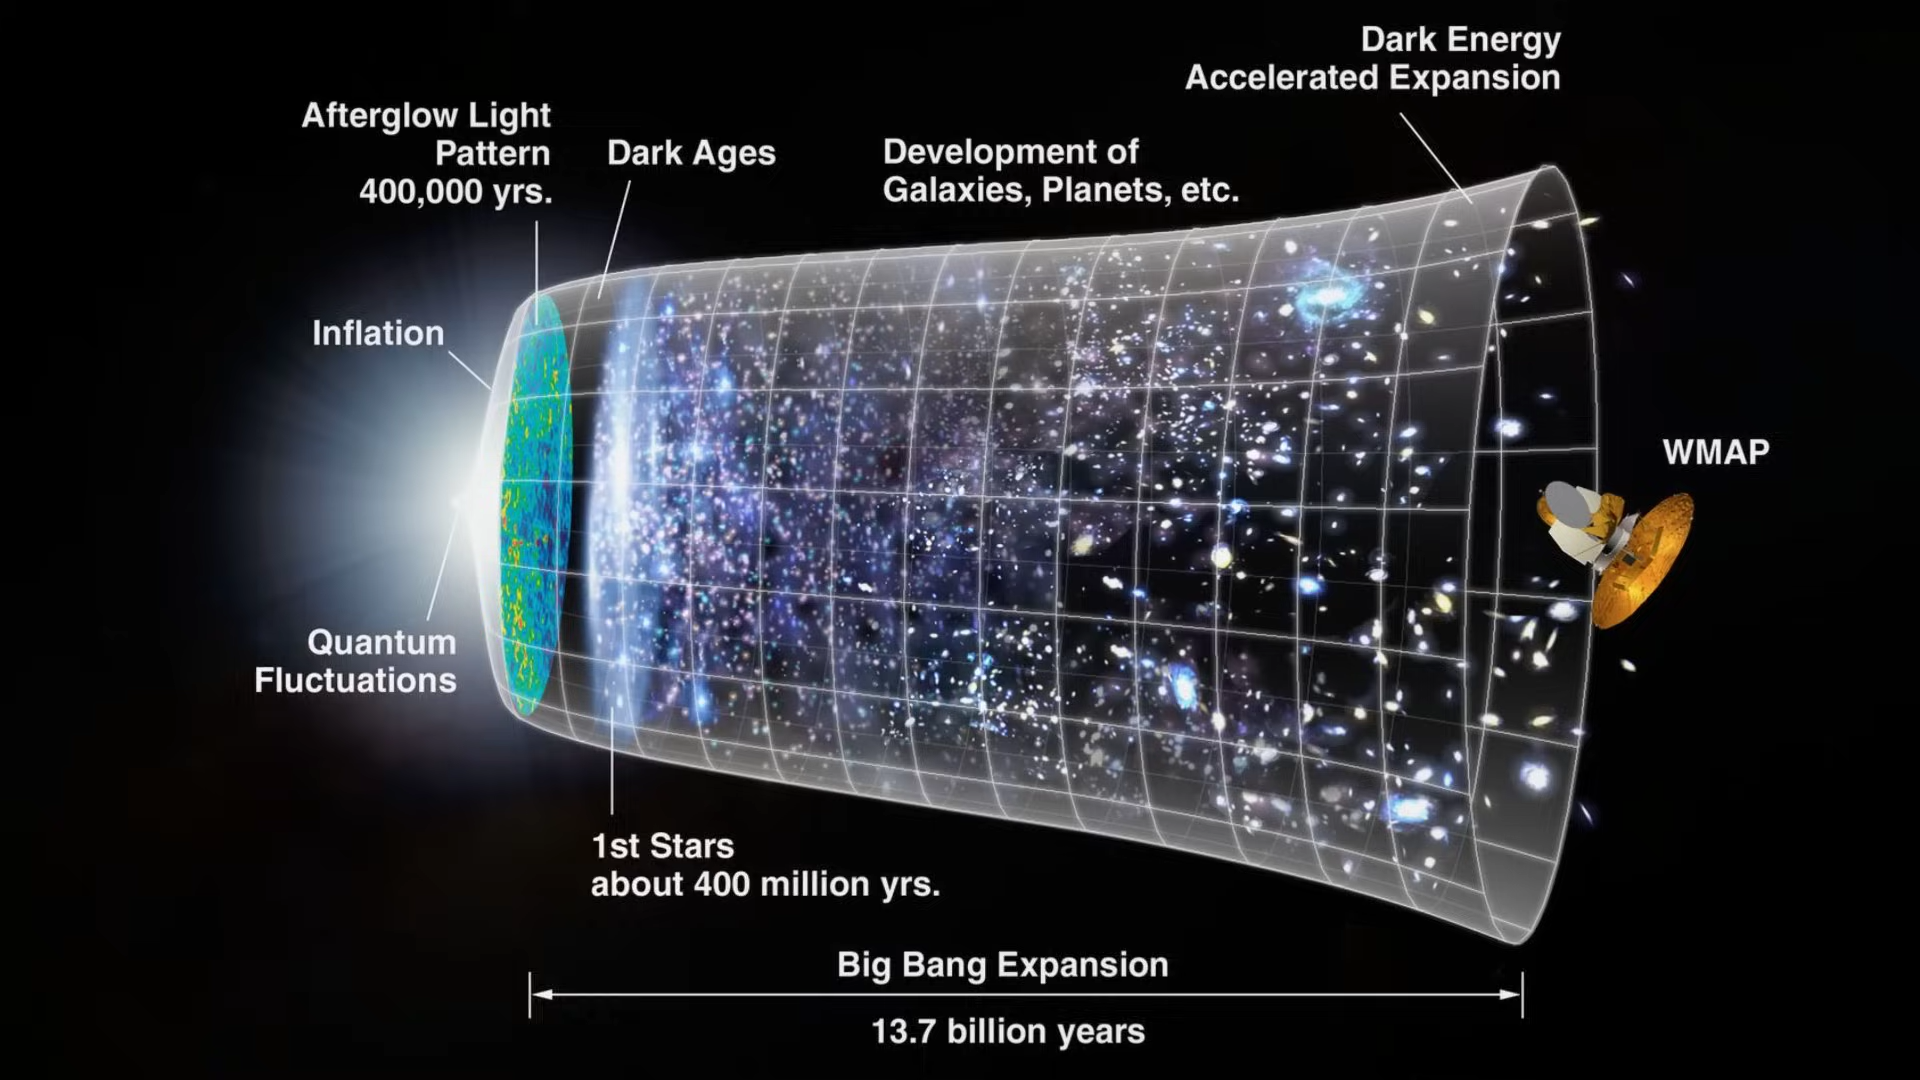 Dark Energy
Accelerated Expansion
Afterglow Light
Pattern
400,000 yrs.
Dark Ages
Development of
Galaxies, Planets, etc.
Inflation
WMAP
Quantum
Fluctuations
1st Stars
about 400 million yrs.
Big Bang Expansion
13.7 billion years